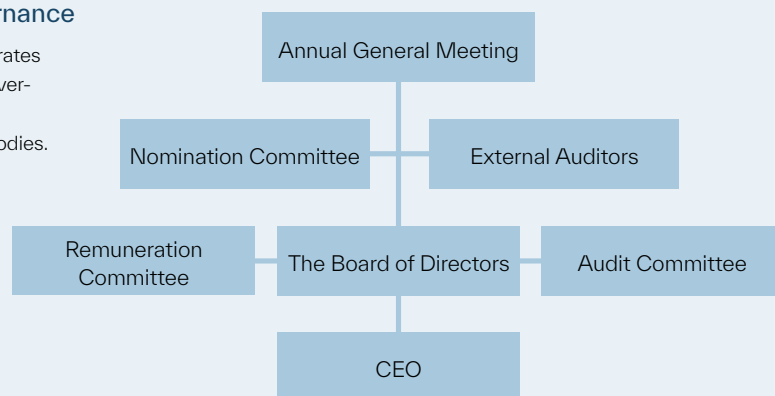 rnance
rates
ver-
odies.
Annual General Meeting
Nomination Committee
External Auditors
Remuneration
Committee
The Board of Directors
Audit Committee
CEO